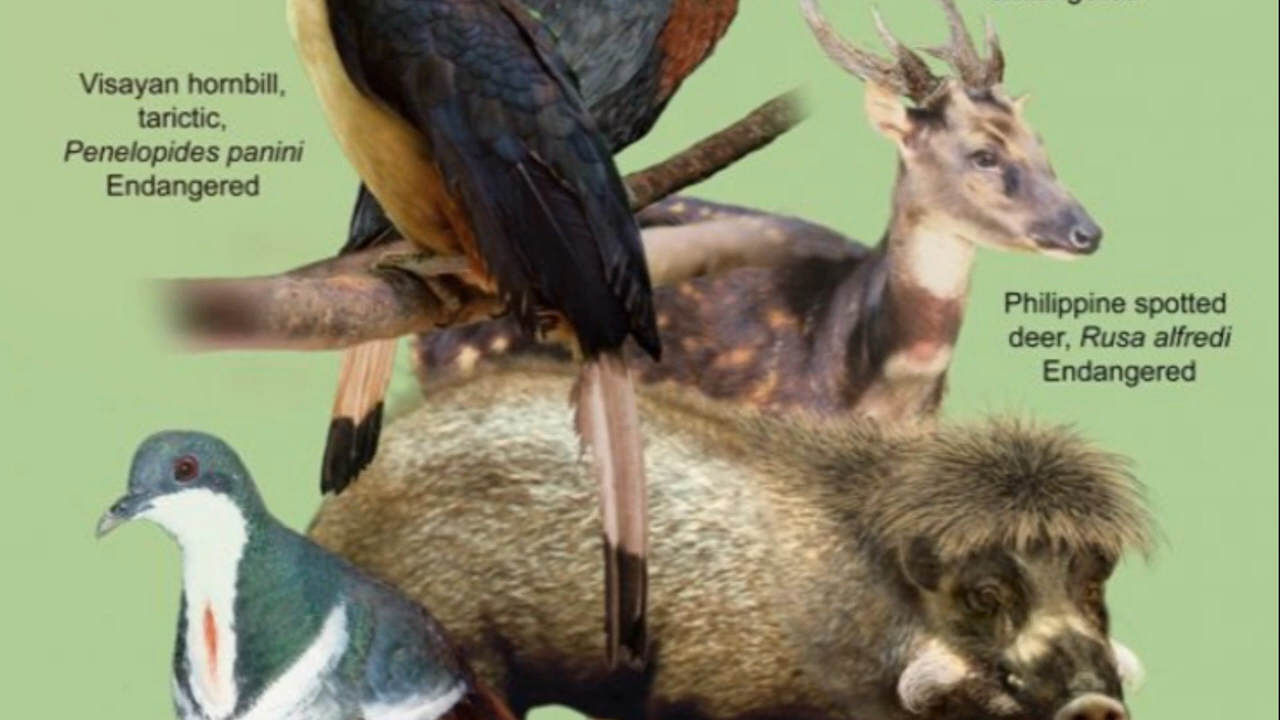 Visayan hornbill,
tarictic,
Penelopides panini
Endangered
Philippine spotted
deer, Rusa alfredi
Endangered